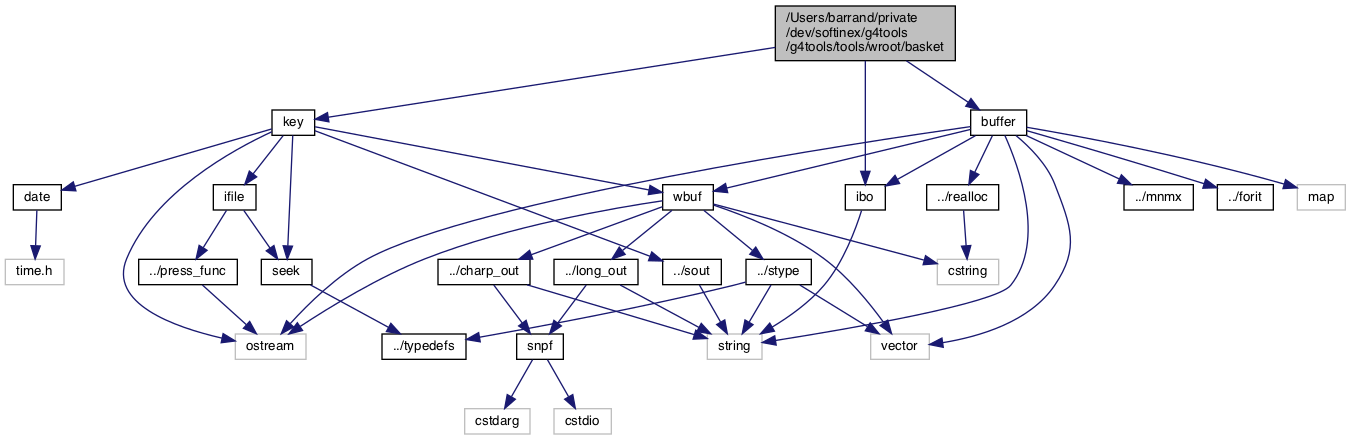 /Users/barrand/private
/dev/softinex/g4tools
/g4tools/tools/wroot/basket
key
buffer
date
ifile
wbuf
ibo
../realloc
../mnmx
../forit
map
time.h
../press_func
seek
../charp_out
../long_out
../sout
../stype
cstring
ostream
../typedefs
snpf
string
vector
cstdarg
cstdio